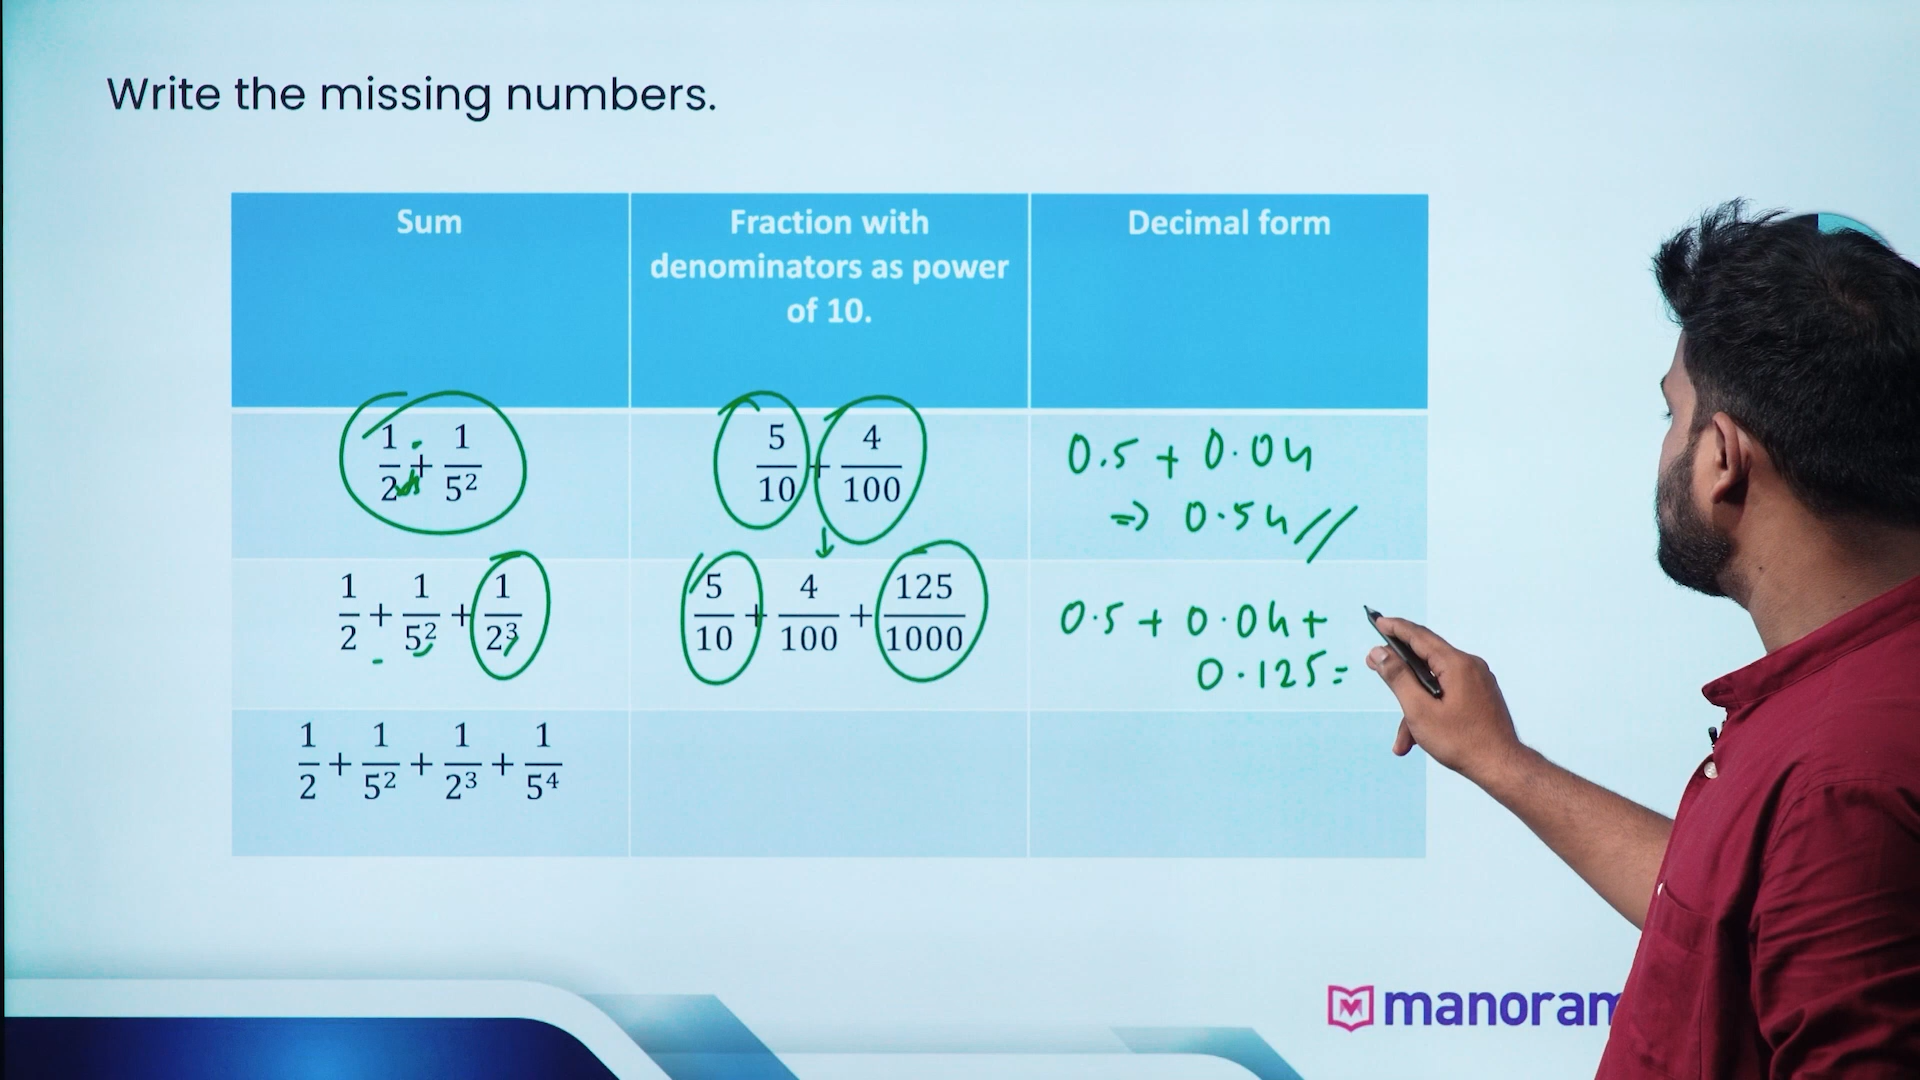 Write the missing numbers.
Sum
Fraction with
denominators as power
of 10.
Decimal form
1/2 + 1/5²
5/10 + 4/100
0.5 + 0.04
⇒ 0.54//
1/2 + 1/5² + 1/2³
5/10 + 4/100 + 125/1000
0.5 + 0.04 +
0.125 =
1/2 + 1/5² + 1/2³ + 1/5⁴
manoram